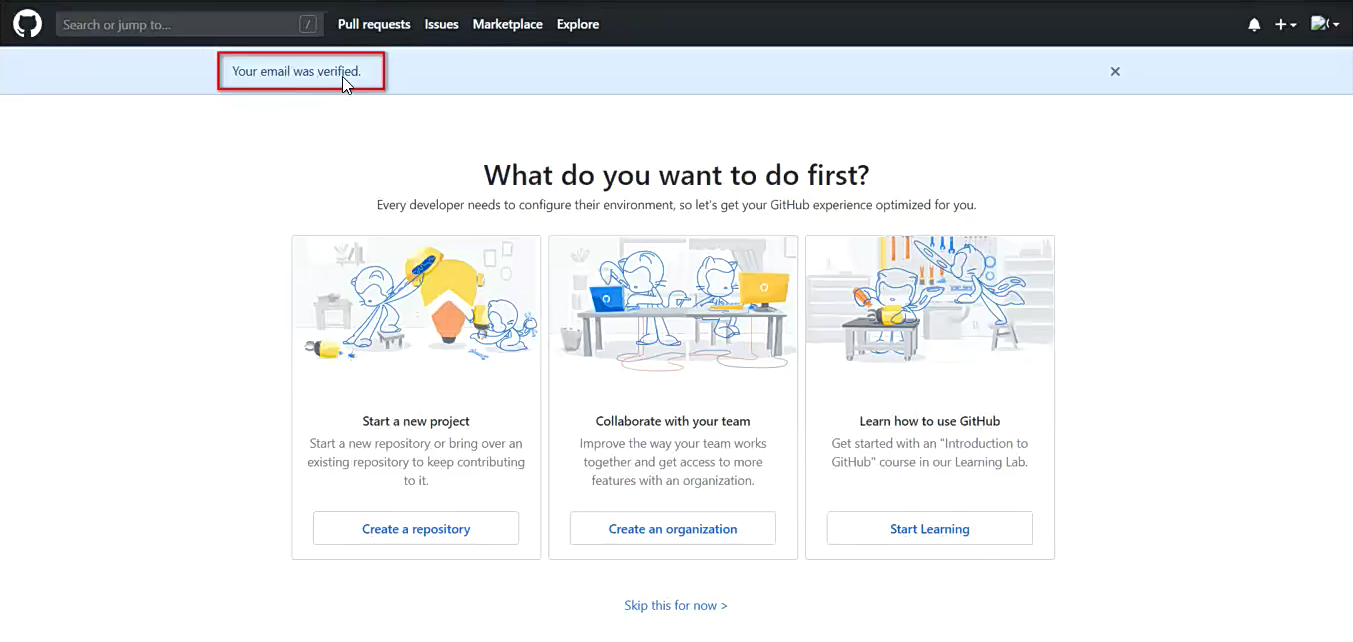 Search or jump to... /
Pull requests
Issues
Marketplace
Explore
Your email was verified.
What do you want to do first?
Every developer needs to configure their environment, so let's get your GitHub experience optimized for you.
Start a new project
Start a new repository or bring over an
existing repository to keep contributing
to it.
Create a repository
Collaborate with your team
Improve the way your team works
together and get access to more
features with an organization.
Create an organization
Learn how to use GitHub
Get started with an "Introduction to
GitHub" course in our Learning Lab.
Start Learning
Skip this for now >